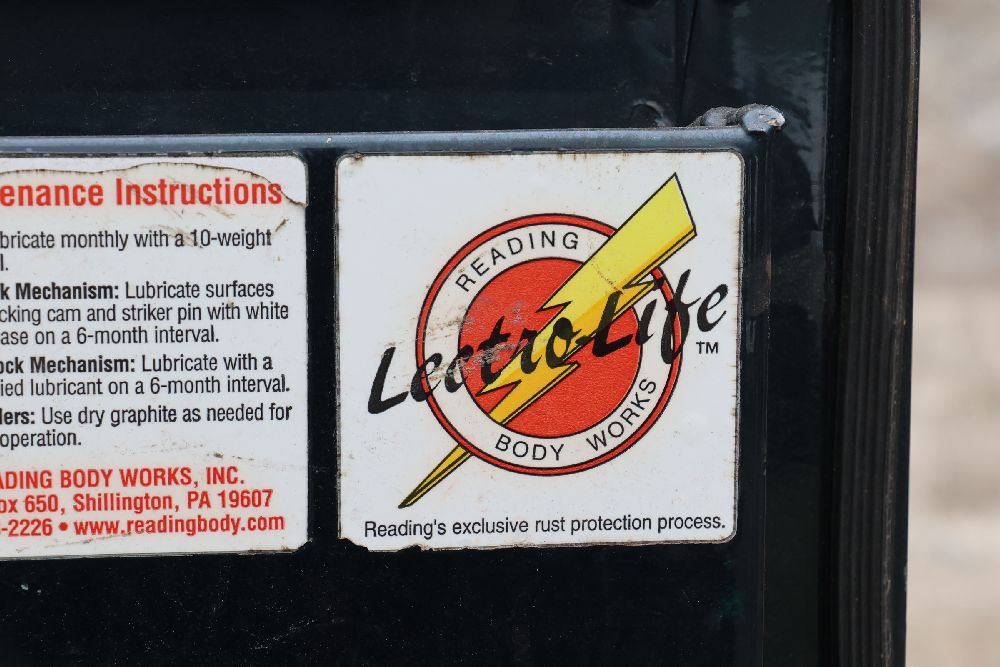 enance Instructions
bricate monthly with a 10-weight
l.
k Mechanism: Lubricate surfaces
cking cam and striker pin with white
ase on a 6-month interval.
ock Mechanism: Lubricate with a
ied lubricant on a 6-month interval.
ders: Use dry graphite as needed for
operation.
ADING BODY WORKS, INC.
ox 650, Shillington, PA 19607
-2226 • www.readingbody.com
READING
LectroLife
TM
BODY WORKS
Reading's exclusive rust protection process.